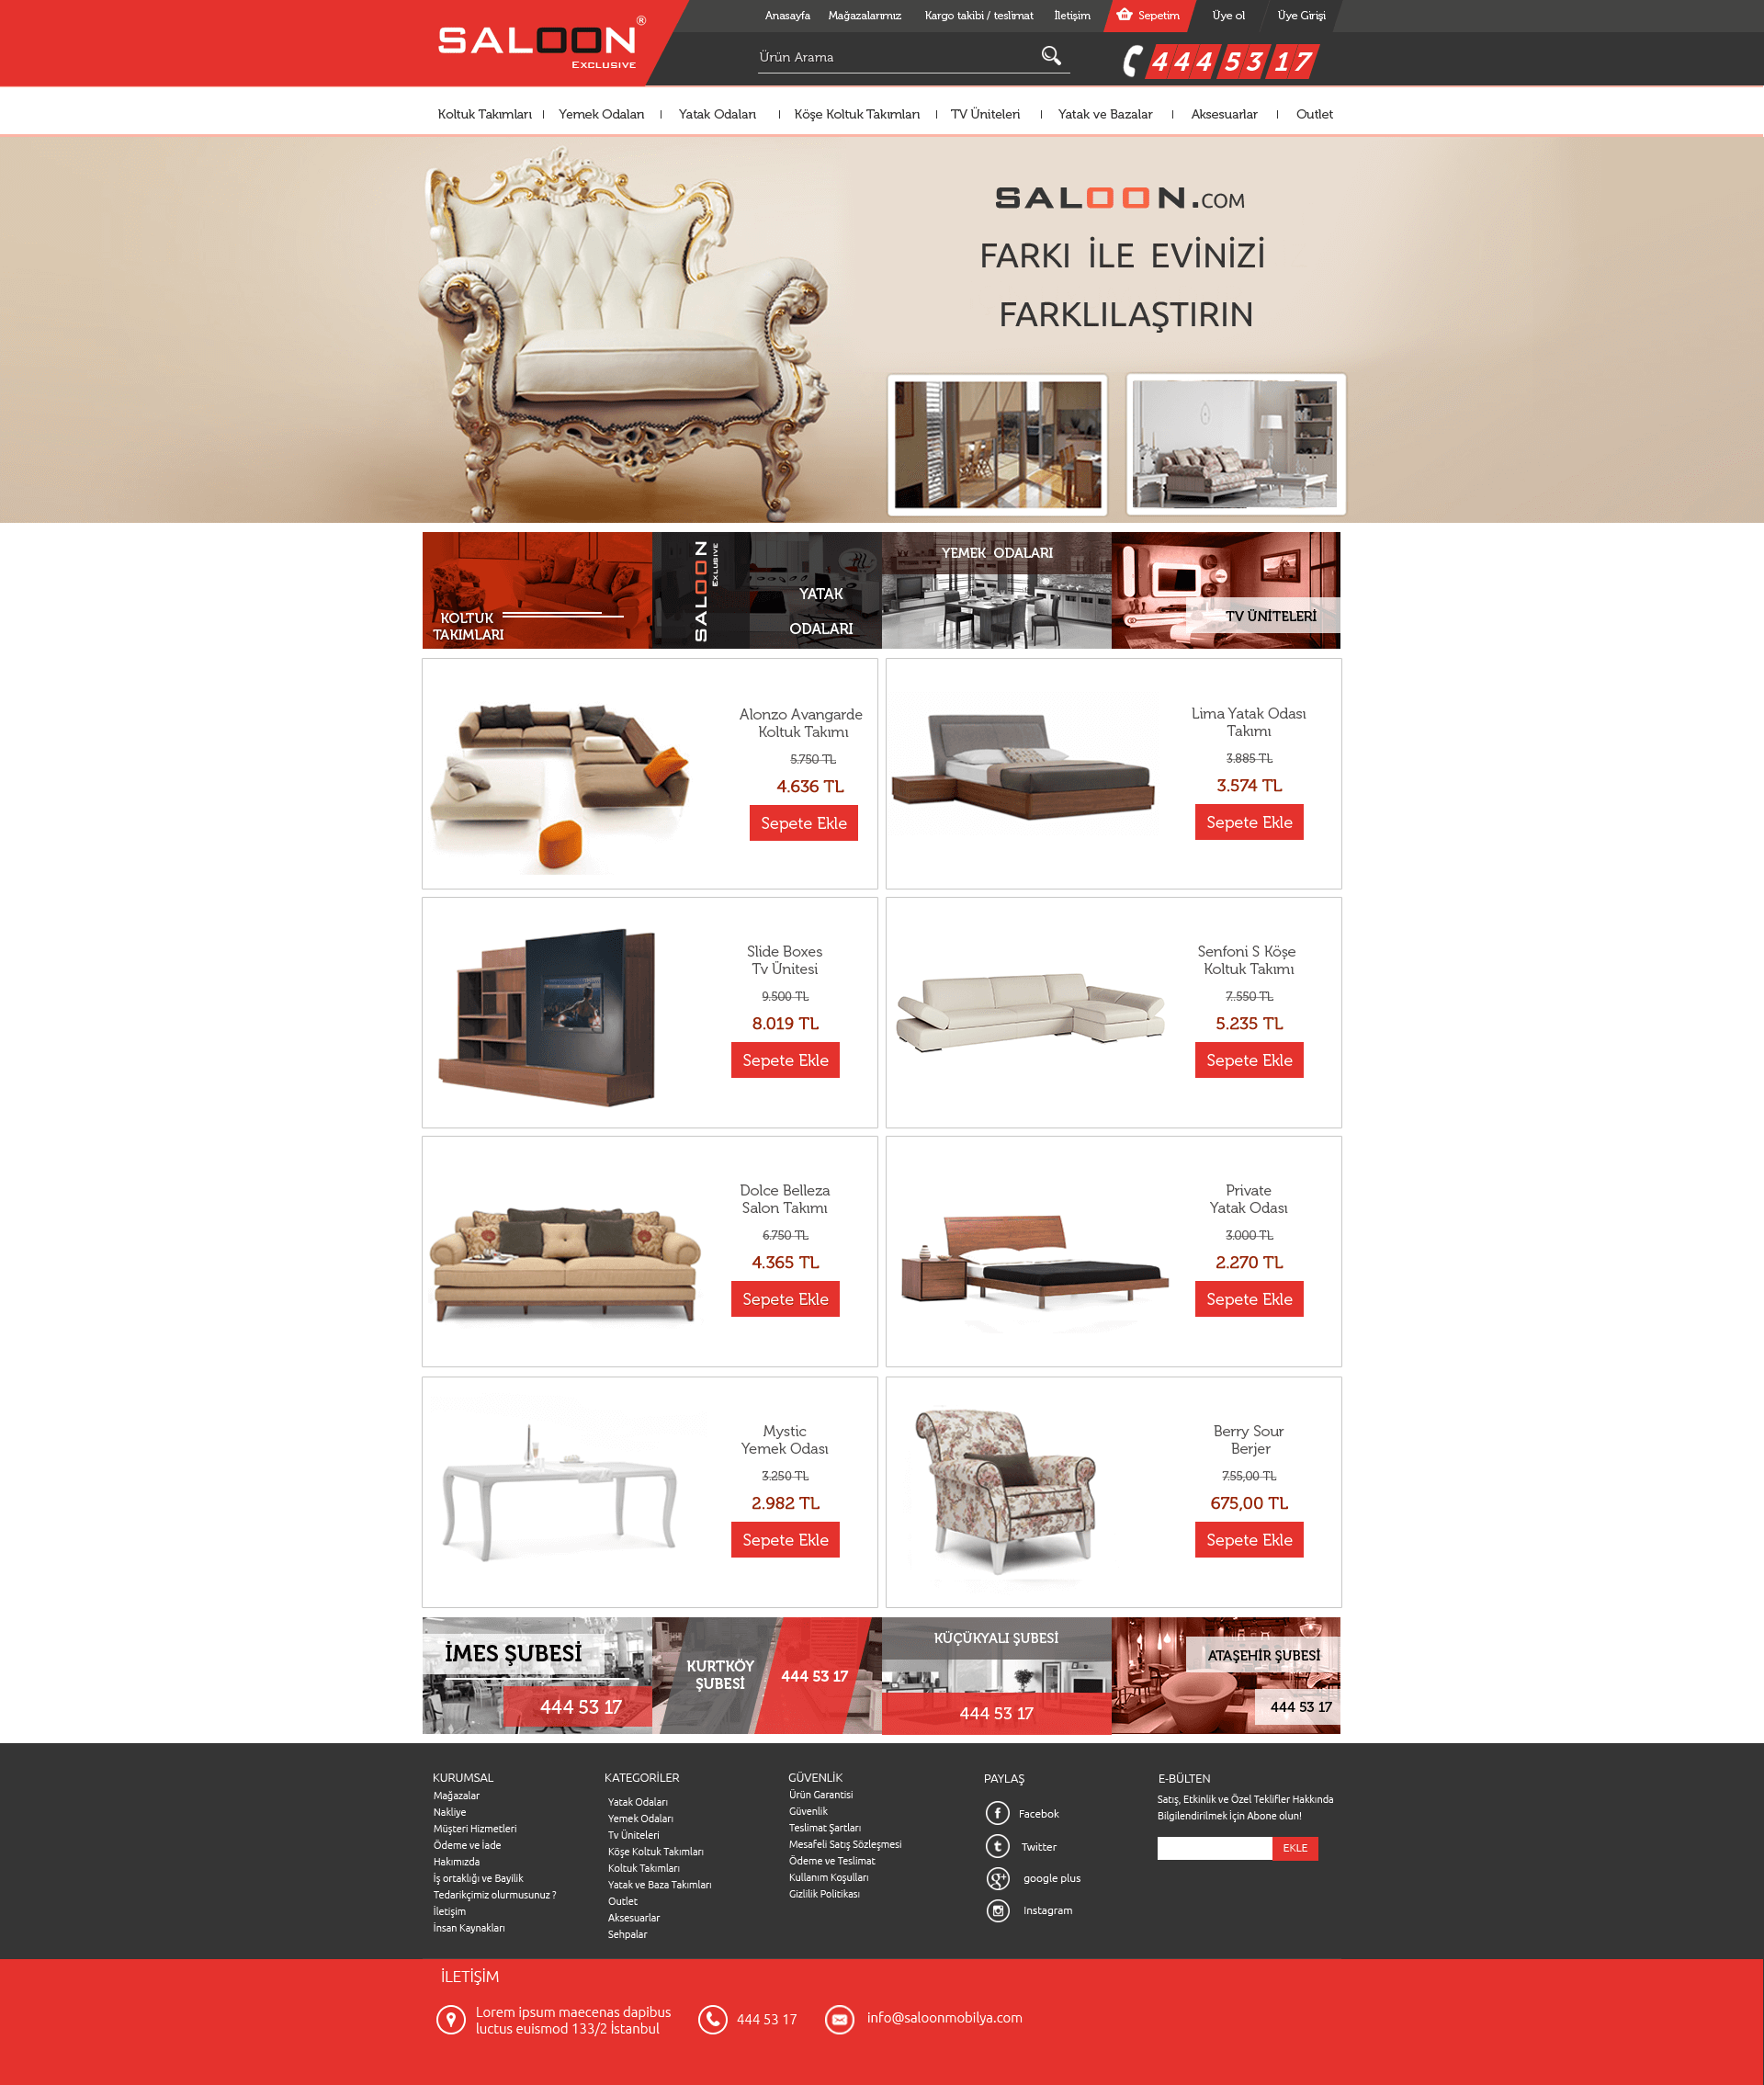 SALOON®
EXCLUSIVE
Anasayfa
Mağazalarımız
Kargo takibi / teslimat
İletişim
Sepetim
Üye ol
Üye Girişi
Ürün Arama
444 53 17
Koltuk Takımları
Yemek Odaları
Yatak Odaları
Köşe Koltuk Takımları
TV Üniteleri
Yatak ve Bazalar
Aksesuarlar
Outlet
SALOON.COM
FARKI İLE EVİNİZİ
FARKLILAŞTIRIN
KOLTUK
TAKIMLARI
SALOON
EXCLUSIVE
YATAK
ODALARI
YEMEK ODALARI
TV ÜNİTELERİ
Alonzo Avangarde
Koltuk Takımı
5.750 TL
4.636 TL
Sepete Ekle
Lima Yatak Odası
Takımı
3.885 TL
3.574 TL
Sepete Ekle
Slide Boxes
Tv Ünitesi
9.500 TL
8.019 TL
Sepete Ekle
Senfoni S Köşe
Koltuk Takımı
7..550 TL
5.235 TL
Sepete Ekle
Dolce Belleza
Salon Takımı
6.750 TL
4.365 TL
Sepete Ekle
Private
Yatak Odası
3.000 TL
2.270 TL
Sepete Ekle
Mystic
Yemek Odası
3.250 TL
2.982 TL
Sepete Ekle
Berry Sour
Berjer
7.55,00 TL
675,00 TL
Sepete Ekle
İMES ŞUBESİ
444 53 17
KURTKÖY
ŞUBESİ
444 53 17
KÜÇÜKYALI ŞUBESİ
444 53 17
ATAŞEHİR ŞUBESİ
444 53 17
KURUMSAL
Mağazalar
Nakliye
Müşteri Hizmetleri
Ödeme ve İade
Hakımızda
İş ortaklığı ve Bayilik
Tedarikçimiz olurmusunuz ?
İletişim
İnsan Kaynakları
KATEGORİLER
Yatak Odaları
Yemek Odaları
Tv Üniteleri
Köşe Koltuk Takımları
Koltuk Takımları
Yatak ve Baza Takımları
Outlet
Aksesuarlar
Sehpalar
GÜVENLİK
Ürün Garantisi
Güvenlik
Teslimat Şartları
Mesafeli Satış Sözleşmesi
Ödeme ve Teslimat
Kullanım Koşulları
Gizlilik Politikası
PAYLAŞ
Facebok
Twitter
google plus
Instagram
E-BÜLTEN
Satış, Etkinlik ve Özel Teklifler Hakkında
Bilgilendirilmek İçin Abone olun!
EKLE
İLETİŞİM
Lorem ipsum maecenas dapibus
luctus euismod 133/2 İstanbul
444 53 17
info@saloonmobilya.com